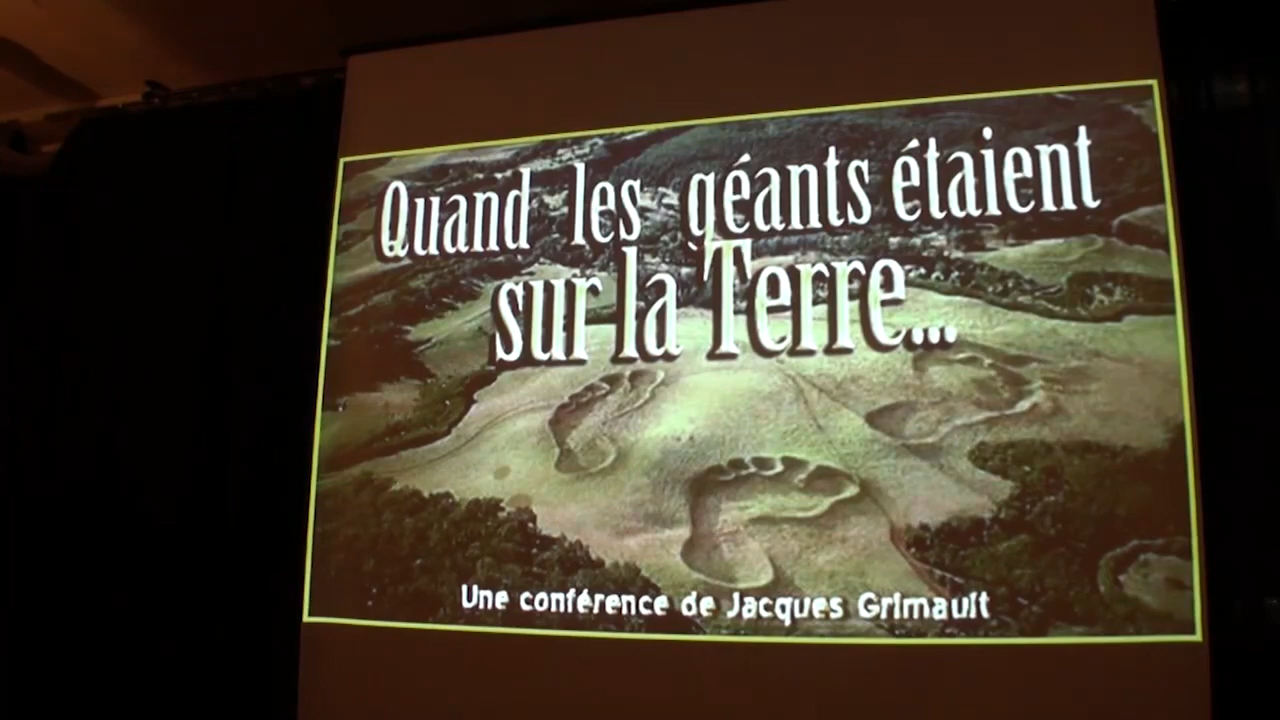 Quand les géants étaient
sur la Terre...
Une conférence de Jacques Grimault